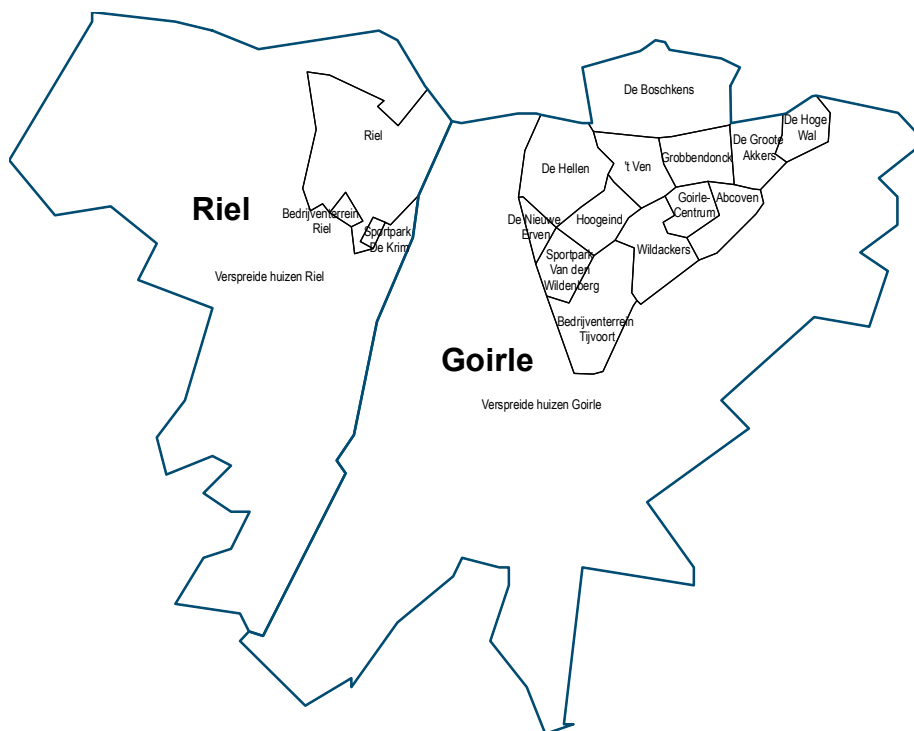 De Boschkens
De Hoge
Wal
Riel
De Groote
Akkers
De Hellen
't Ven
Grobbendonck
Riel
Bedrijventerrein
Riel
Sportpark
De Krim
De Nieuwe
Erven
Hoogeind
Goirle-
Centrum
Abcoven
Wildackers
Sportpark
Van den
Wildenberg
Verspreide huizen Riel
Bedrijventerrein
Tijvoort
Goirle
Verspreide huizen Goirle